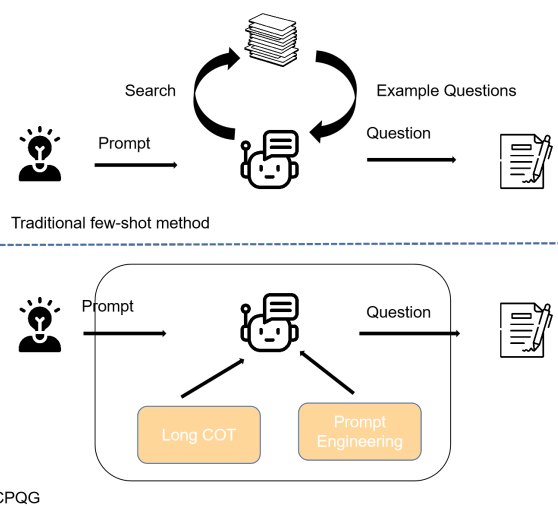 Search
Example Questions
Prompt
Question
Traditional few-shot method
Prompt
Question
Long COT
Prompt
Engineering
CPQG